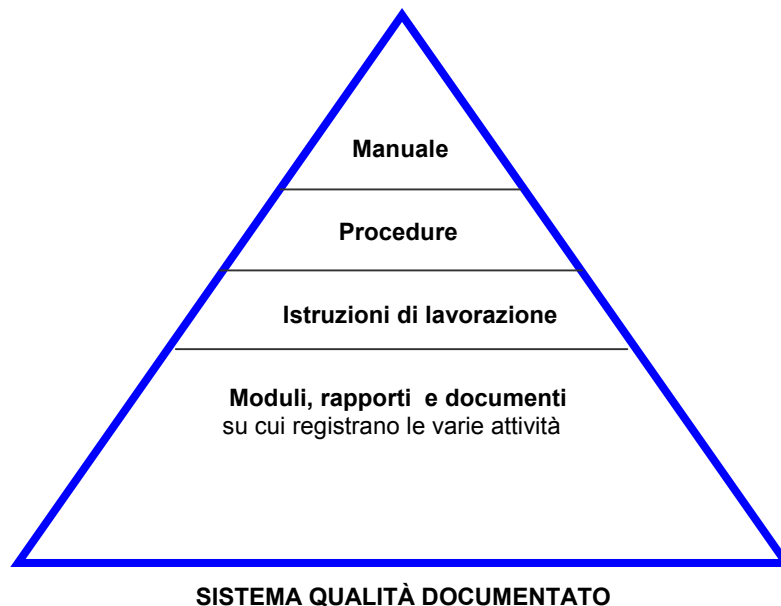 Manuale
Procedure
Istruzioni di lavorazione
Moduli, rapporti e documenti
su cui registrano le varie attività
SISTEMA QUALITÀ DOCUMENTATO